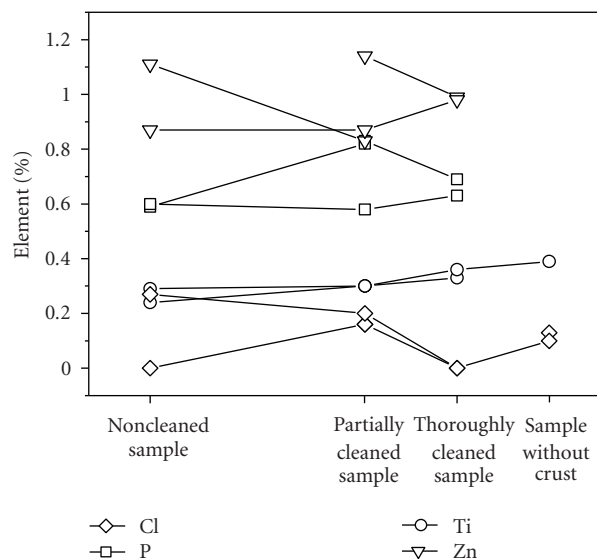 1.2
1
0.8
0.6
0.4
0.2
0
Element (%)
Noncleaned
sample
Partially
cleaned
sample
Thoroughly
cleaned
sample
Sample
without
crust
Cl
P
Ti
Zn